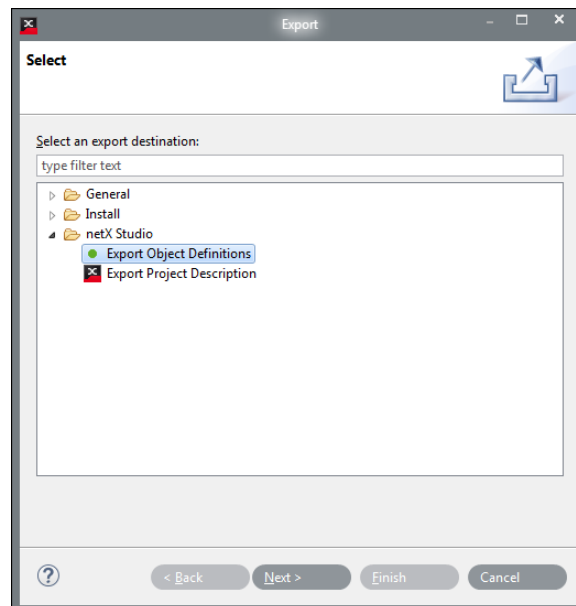 Export
Select
Select an export destination:
type filter text
General
Install
netX Studio
Export Object Definitions
Export Project Description
? < Back Next > Finish Cancel